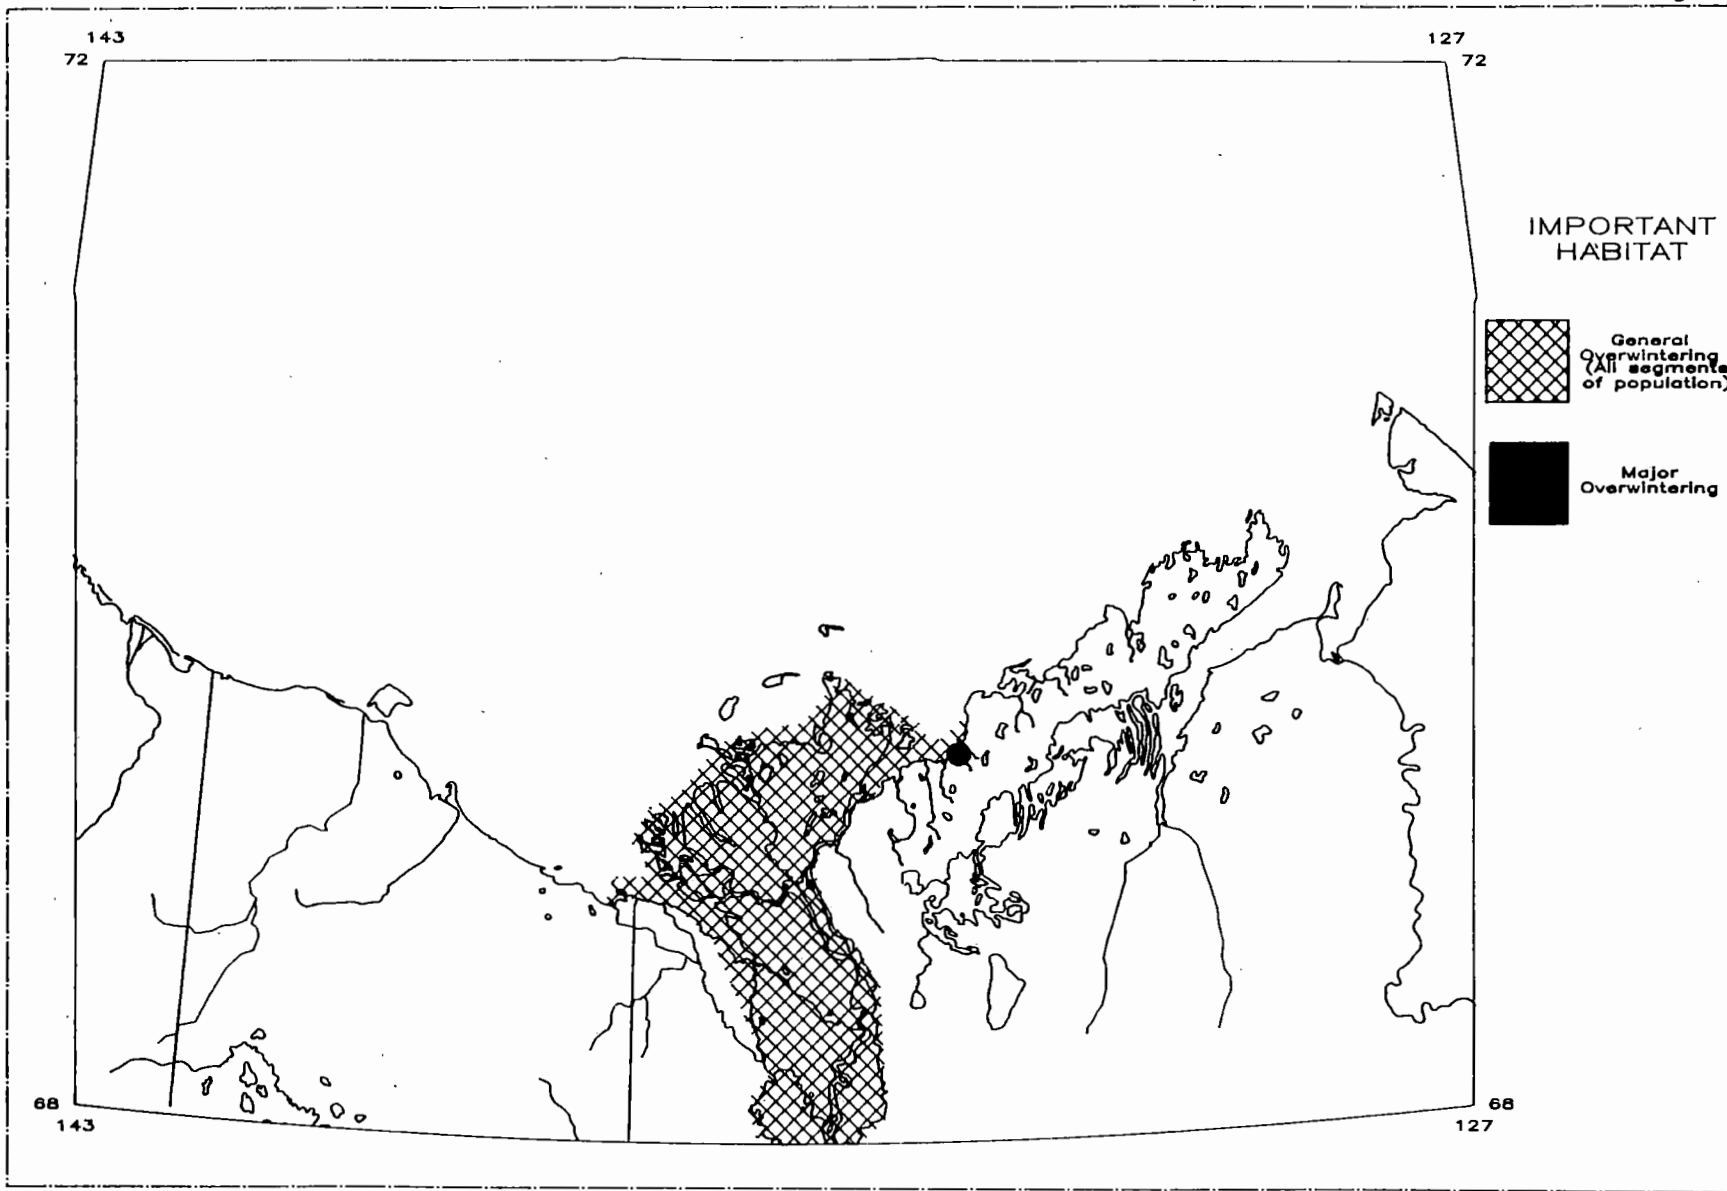 143 127
72 72
IMPORTANT
HABITAT
General
Overwintering
(All segments
of population)
Major
Overwintering
68 68
143 127